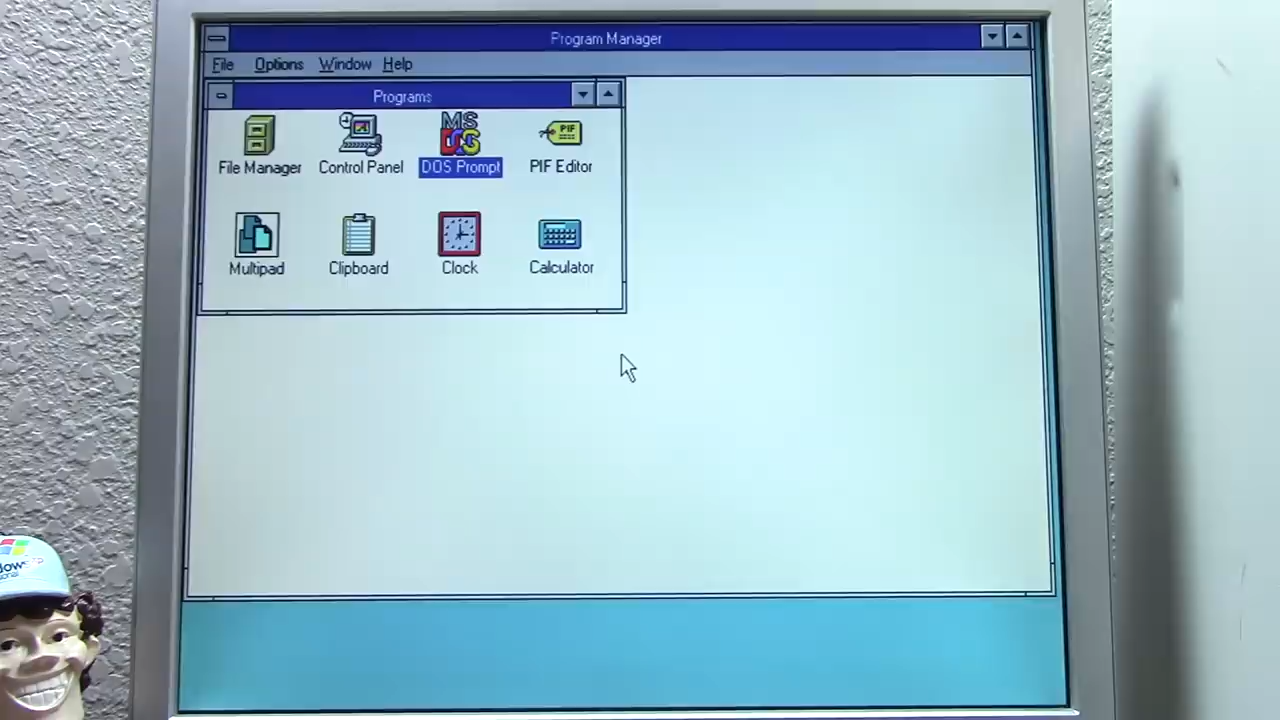 Program Manager
File Options Window Help
Programs
MS
DOS
PIF
File Manager Control Panel DOS Prompt PIF Editor
Multipad Clipboard Clock Calculator